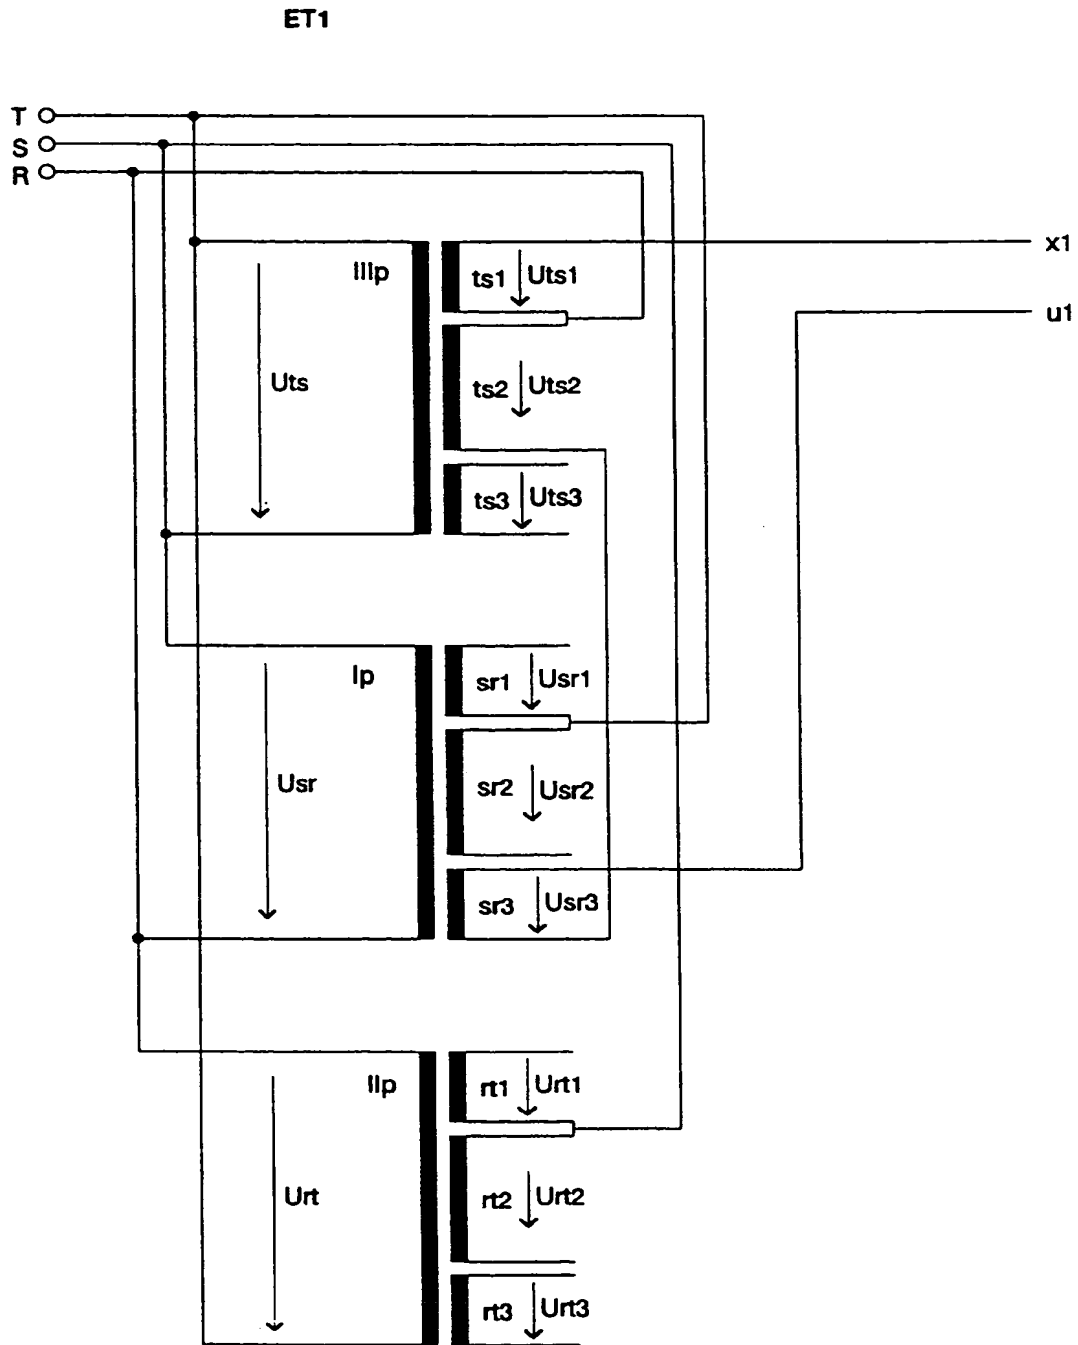 ET1
T
S
R
x1
IIIp
ts1 Uts1
u1
Uts
ts2 Uts2
ts3 Uts3
Ip
sr1 Usr1
Usr
sr2 Usr2
sr3 Usr3
IIp
rt1 Urt1
Urt
rt2 Urt2
rt3 Urt3